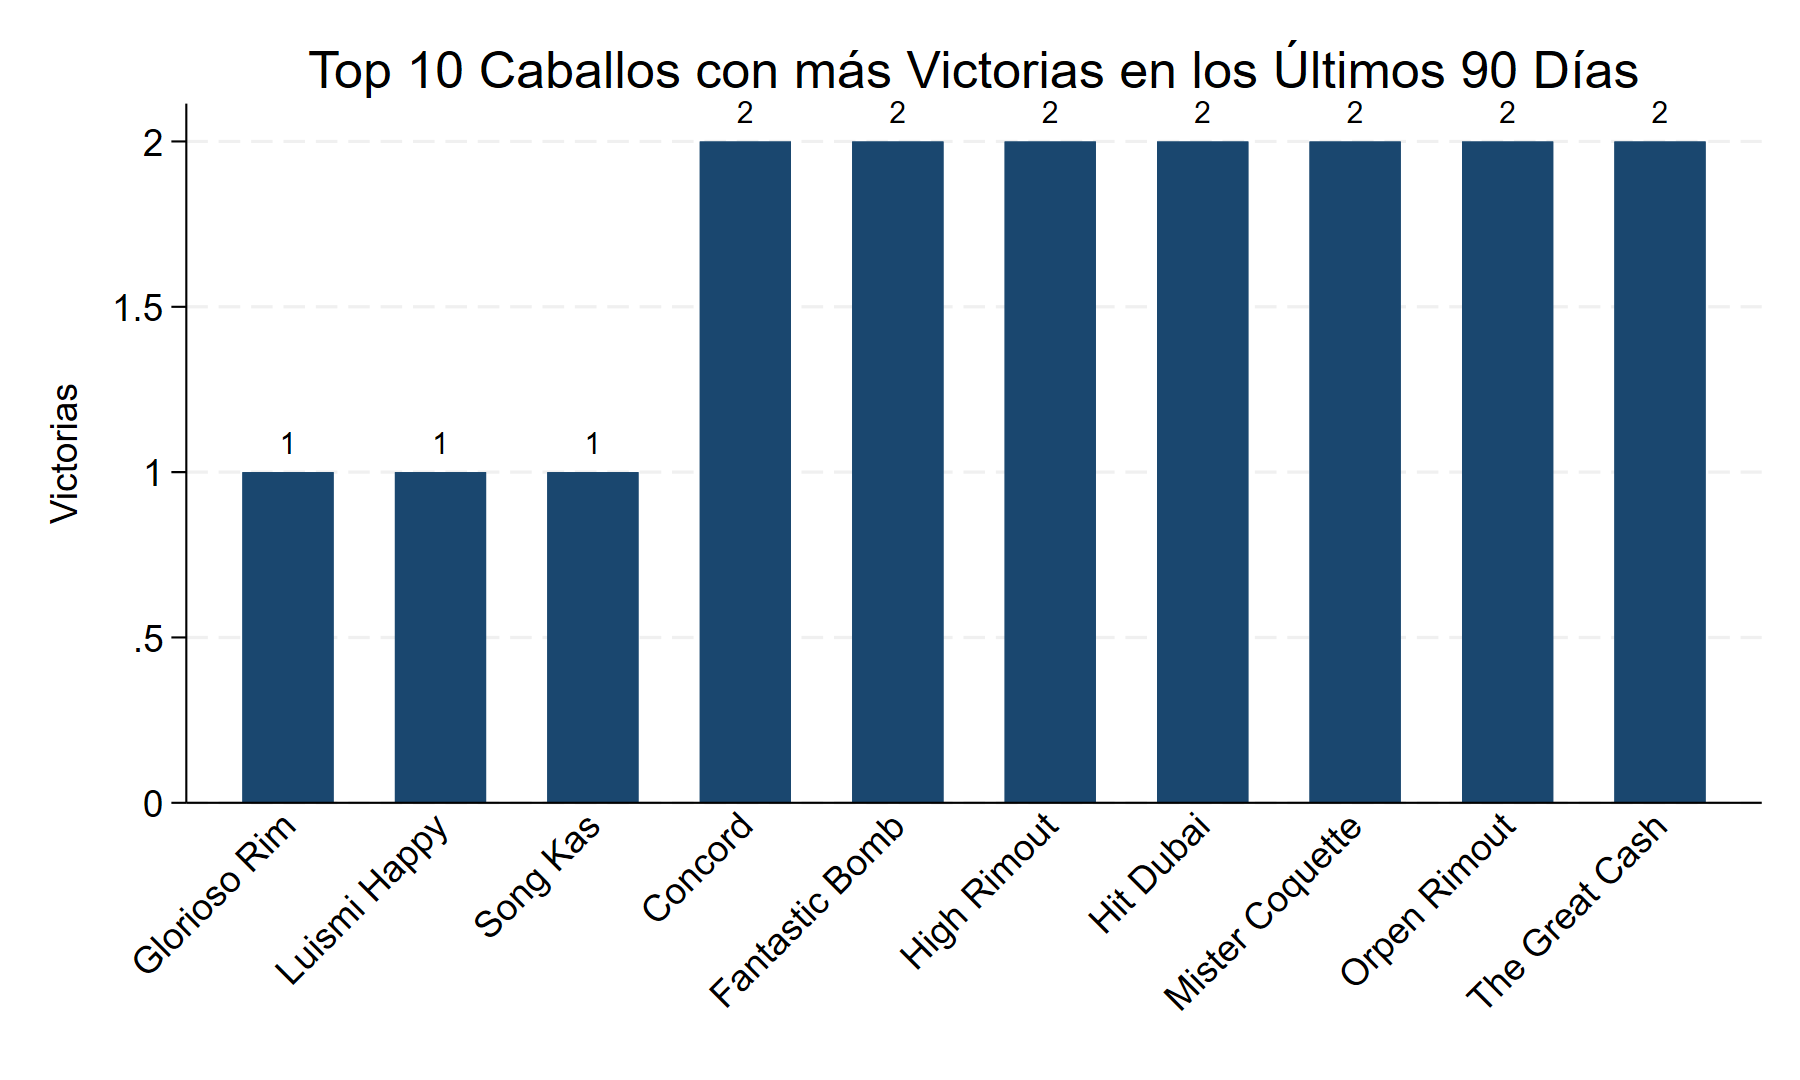 Top 10 Caballos con más Victorias en los Últimos 90 Días
2 2 2 2 2 2 2
1 1 1
Victorias
2
1.5
1
.5
0
Glorioso Rim
Luismi Happy
Song Kas
Concord
Fantastic Bomb
High Rimout
Hit Dubai
Mister Coquette
Orpen Rimout
The Great Cash